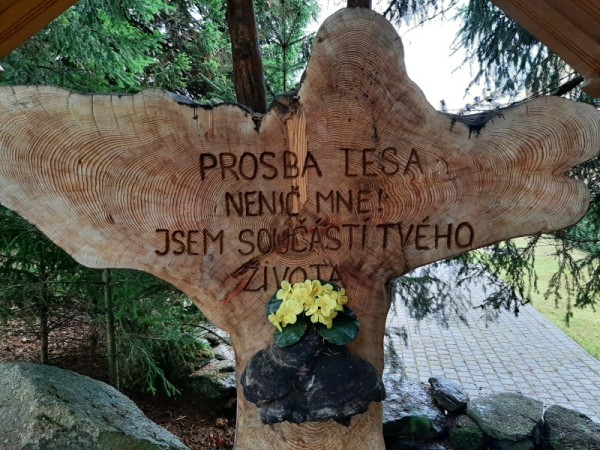 PROSBA LESA
NENIČ MNE!
JSEM SOUČÁSTÍ TVÉHO
ŽIVOTA